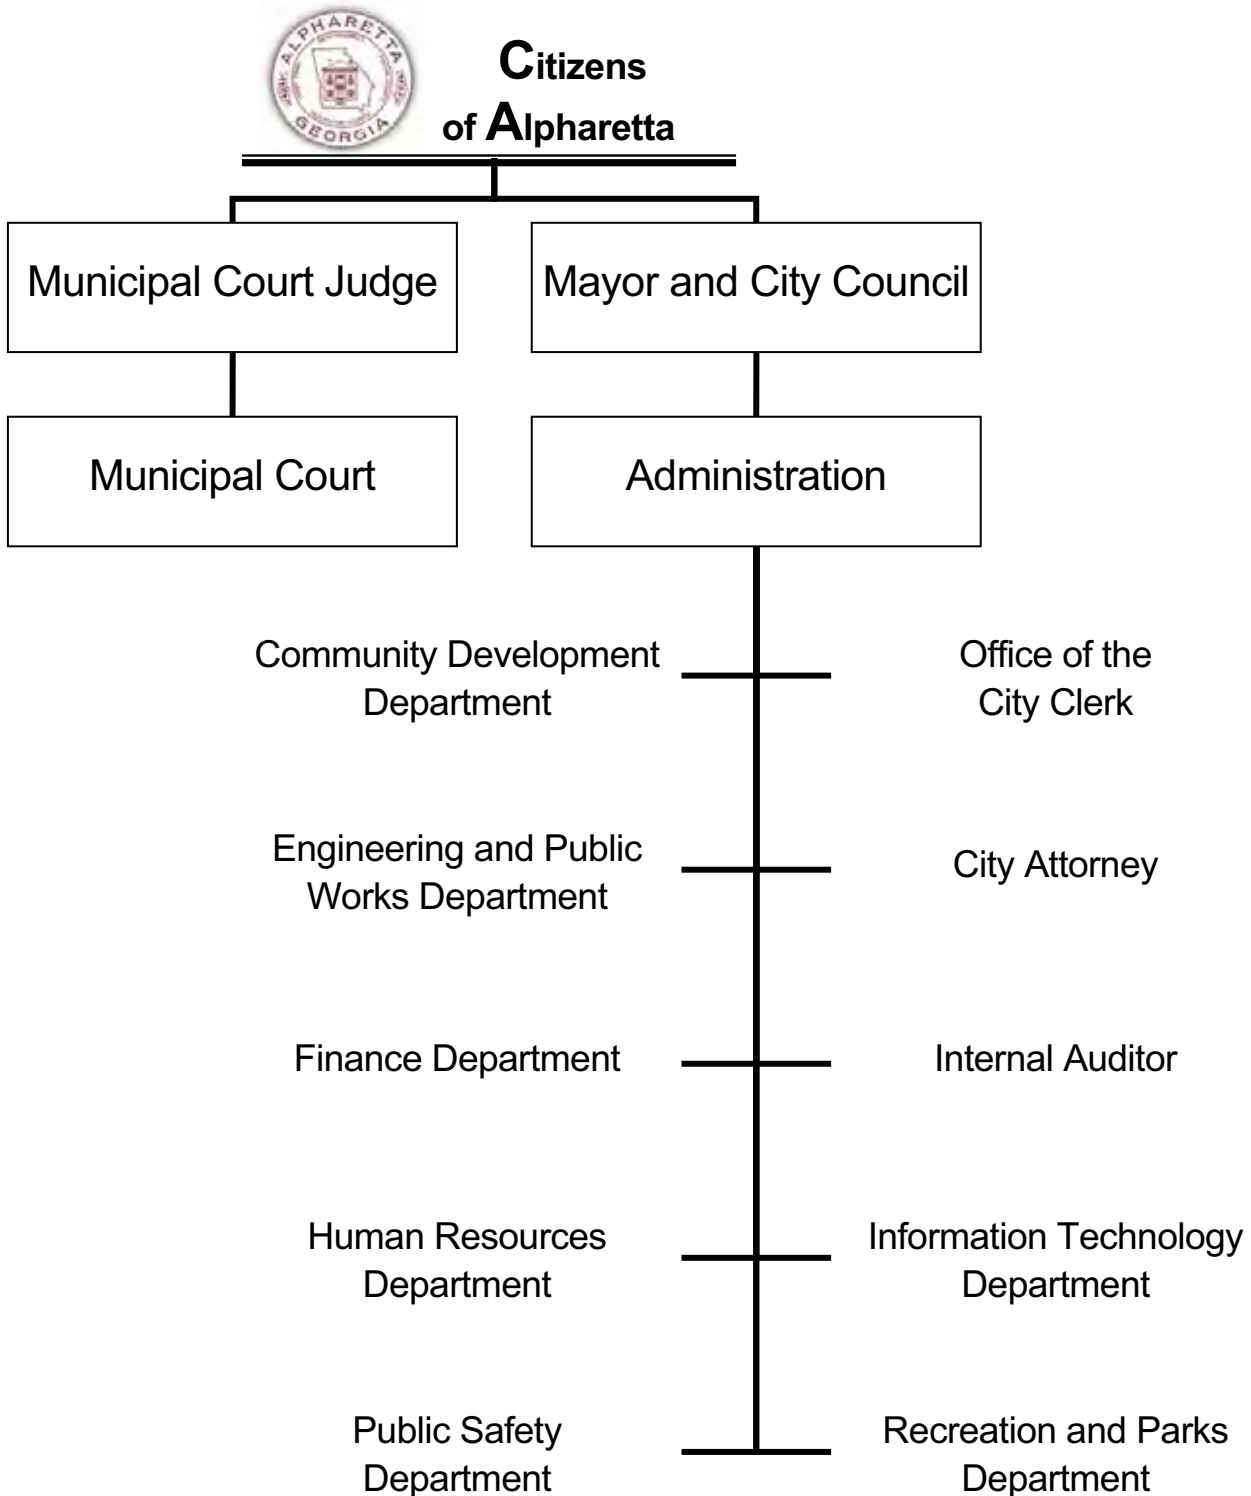 ALPHARETTA
GEORGIA
Citizens
of Alpharetta
Municipal Court Judge
Mayor and City Council
Municipal Court
Administration
Community Development
Department
Office of the
City Clerk
Engineering and Public
Works Department
City Attorney
Finance Department
Internal Auditor
Human Resources
Department
Information Technology
Department
Public Safety
Department
Recreation and Parks
Department